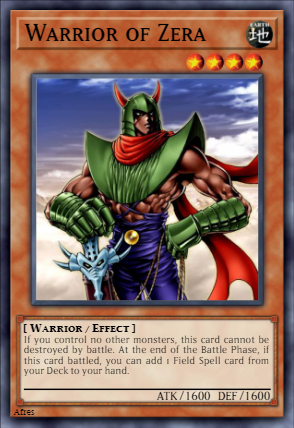 Warrior of Zera
EARTH
地
[ Warrior / Effect ]
If you control no other monsters, this card cannot be
destroyed by battle. At the end of the Battle Phase, if
this card battled, you can add 1 Field Spell card from
your Deck to your hand.
ATK/1600 DEF/1600
Afres